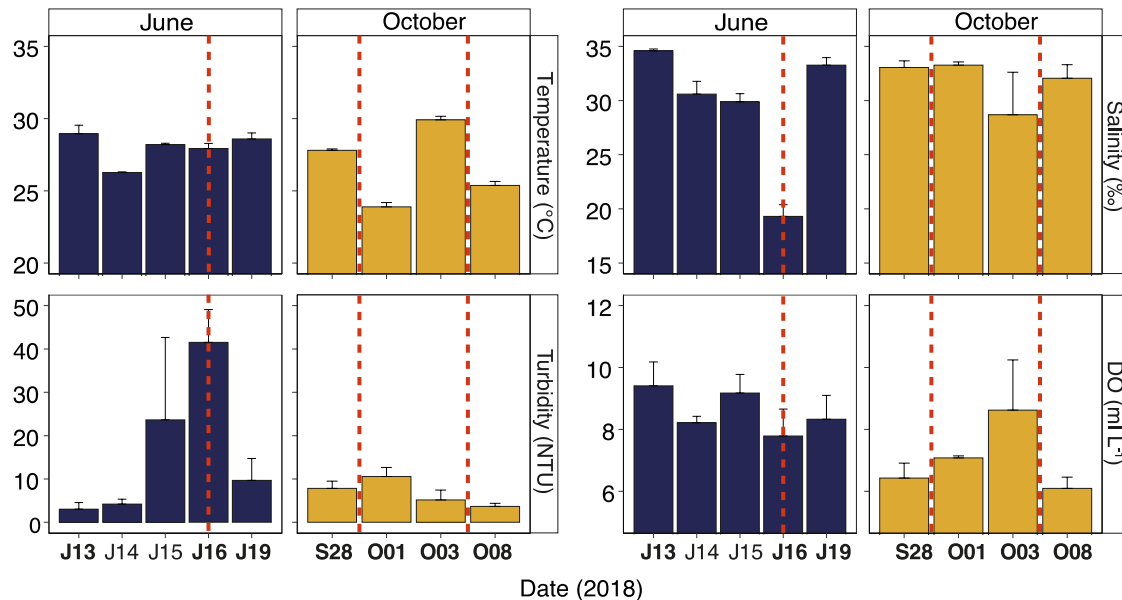 June October June October
35
30
25
20
Temperature (°C)
35
30
25
20
14
Salinity (‰)
50
40
30
20
10
0
Turbidity (NTU)
12
10
8
6
DO (ml L⁻¹)
J13 J14 J15 J16 J19 S28 O01 O03 O08 J13 J14 J15 J16 J19 S28 O01 O03 O08
Date (2018)